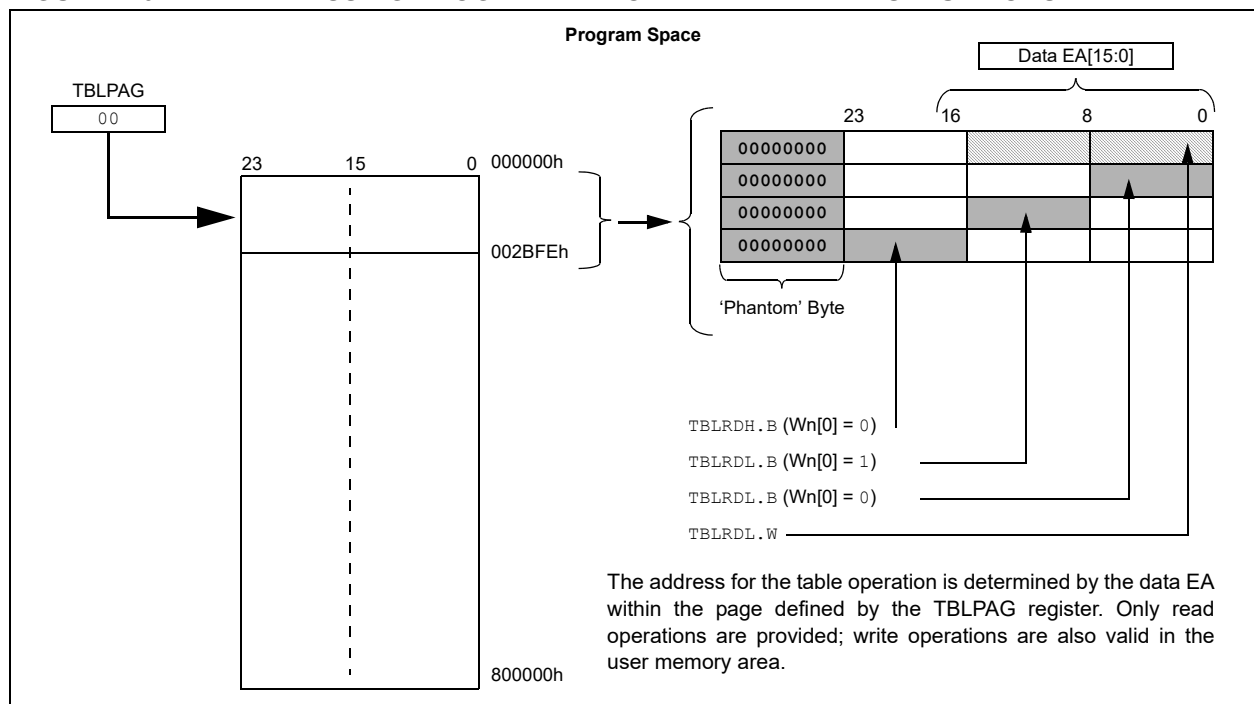 Program Space
Data EA[15:0]
TBLPAG
00
23 16 8 0
23 15 0
000000h
002BFEh
800000h
00000000
00000000
00000000
00000000
‘Phantom’ Byte
TBLRDH.B (Wn[0] = 0)
TBLRDL.B (Wn[0] = 1)
TBLRDL.B (Wn[0] = 0)
TBLRDL.W
The address for the table operation is determined by the data EA
within the page defined by the TBLPAG register. Only read
operations are provided; write operations are also valid in the
user memory area.